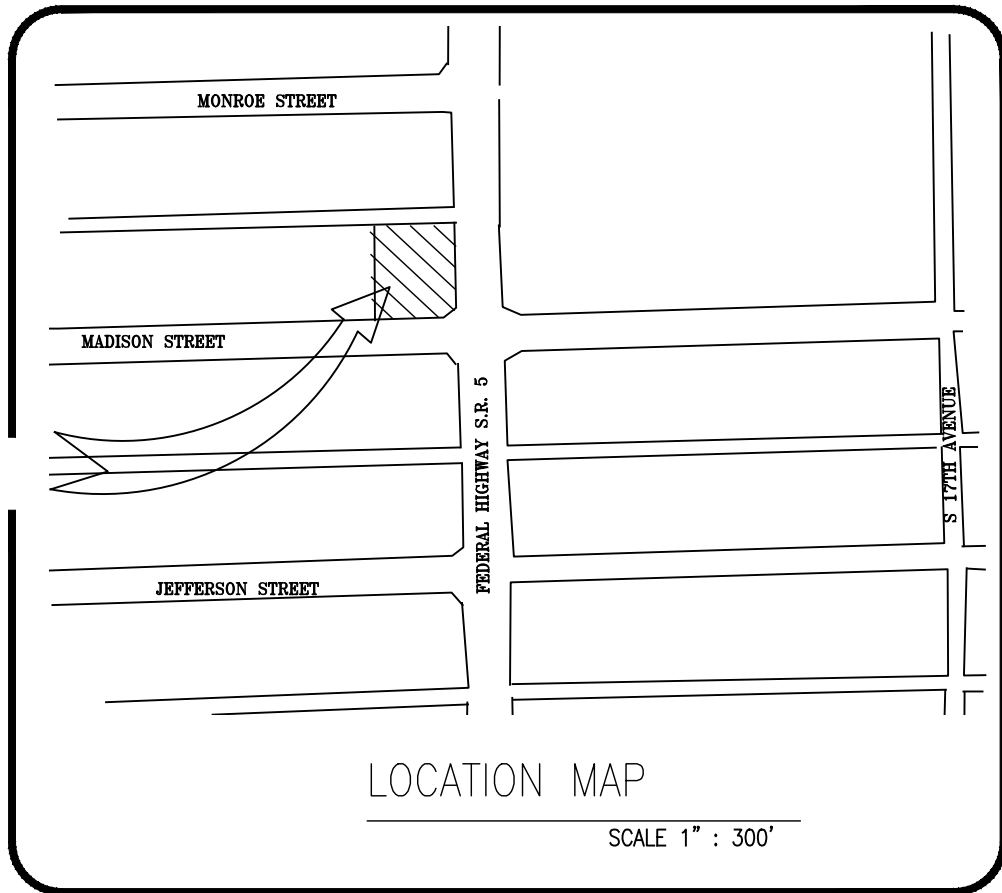 MONROE STREET
MADISON STREET
FEDERAL HIGHWAY S.R. 5
S 17TH AVENUE
JEFFERSON STREET
LOCATION MAP
SCALE 1" : 300'